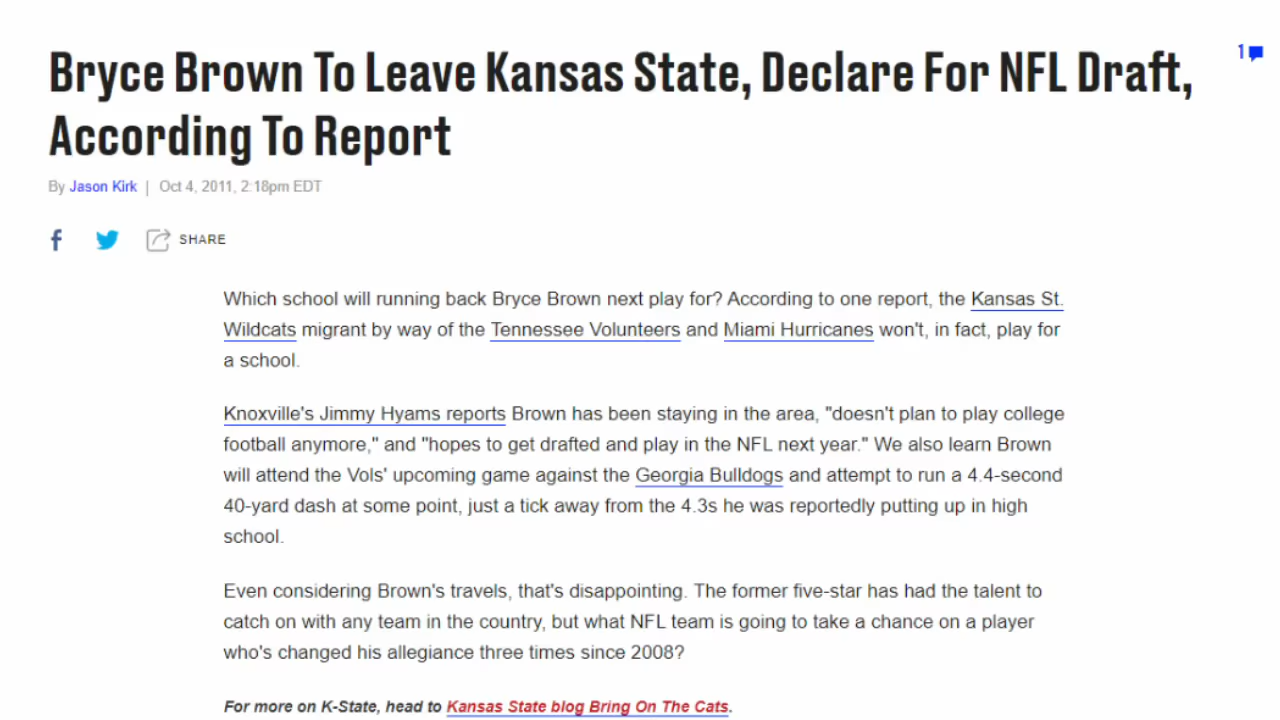 1
Bryce Brown To Leave Kansas State, Declare For NFL Draft,
According To Report
By Jason Kirk | Oct 4, 2011, 2:18pm EDT
SHARE
Which school will running back Bryce Brown next play for? According to one report, the Kansas St.
Wildcats migrant by way of the Tennessee Volunteers and Miami Hurricanes won't, in fact, play for
a school.
Knoxville's Jimmy Hyams reports Brown has been staying in the area, "doesn't plan to play college
football anymore," and "hopes to get drafted and play in the NFL next year." We also learn Brown
will attend the Vols' upcoming game against the Georgia Bulldogs and attempt to run a 4.4-second
40-yard dash at some point, just a tick away from the 4.3s he was reportedly putting up in high
school.
Even considering Brown's travels, that's disappointing. The former five-star has had the talent to
catch on with any team in the country, but what NFL team is going to take a chance on a player
who's changed his allegiance three times since 2008?
For more on K-State, head to Kansas State blog Bring On The Cats.